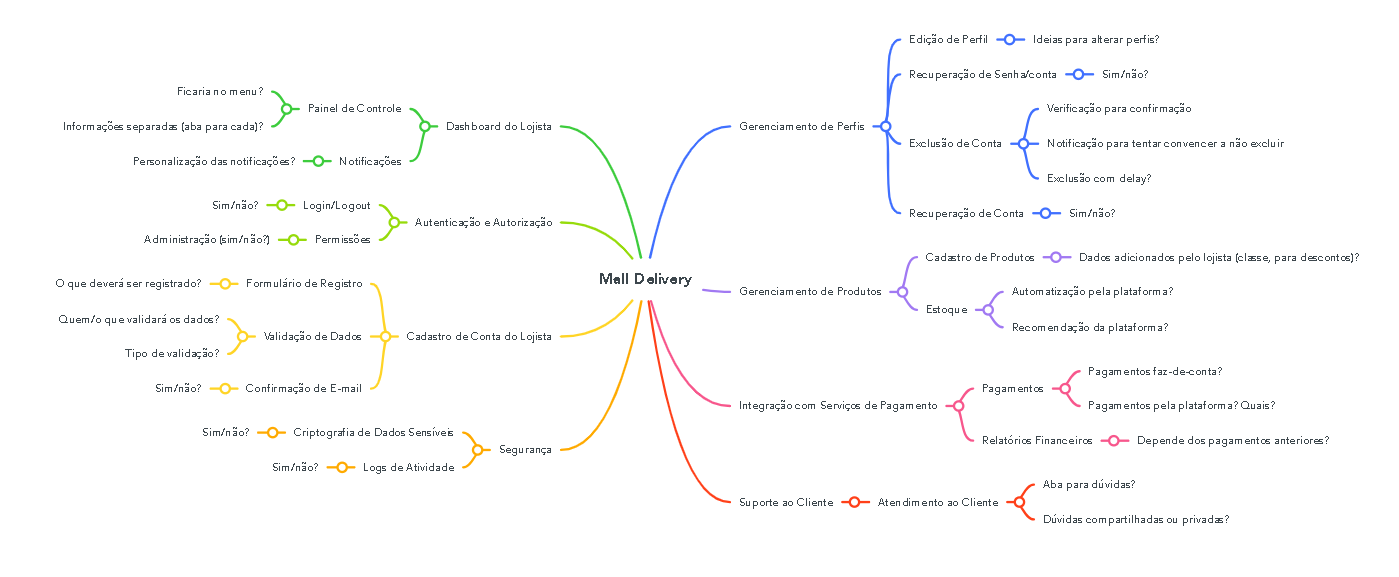 Mall Delivery
Dashboard do Lojista
Painel de Controle
Ficaria no menu?
Informações separadas (aba para cada)?
Notificações
Personalização das notificações?
Autenticação e Autorização
Login/Logout
Sim/não?
Permissões
Administração (sim/não?)
Cadastro de Conta do Lojista
Formulário de Registro
O que deverá ser registrado?
Validação de Dados
Quem/o que validará os dados?
Tipo de validação?
Confirmação de E-mail
Sim/não?
Segurança
Criptografia de Dados Sensíveis
Sim/não?
Logs de Atividade
Sim/não?
Gerenciamento de Perfis
Edição de Perfil
Ideias para alterar perfis?
Recuperação de Senha/conta
Sim/não?
Exclusão de Conta
Verificação para confirmação
Notificação para tentar convencer a não excluir
Exclusão com delay?
Recuperação de Conta
Sim/não?
Gerenciamento de Produtos
Cadastro de Produtos
Dados adicionados pelo lojista (classe, para descontos)?
Estoque
Automatização pela plataforma?
Recomendação da plataforma?
Integração com Serviços de Pagamento
Pagamentos
Pagamentos faz-de-conta?
Pagamentos pela plataforma? Quais?
Relatórios Financeiros
Depende dos pagamentos anteriores?
Suporte ao Cliente
Atendimento ao Cliente
Aba para dúvidas?
Dúvidas compartilhadas ou privadas?